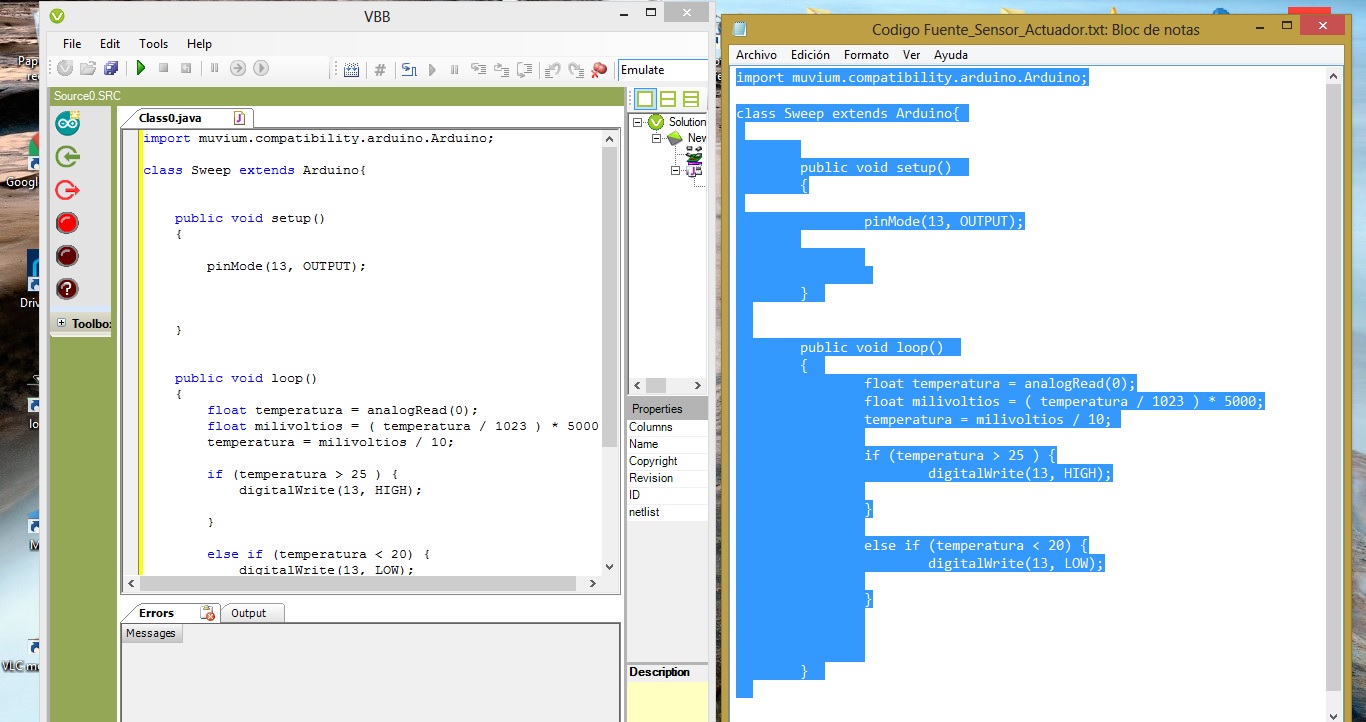 VBB
File Edit Tools Help
Emulate
Source0.SRC
Class0.java
import muvium.compatibility.arduino.Arduino;
class Sweep extends Arduino{
public void setup()
{
pinMode(13, OUTPUT);
}
public void loop()
{
float temperatura = analogRead(0);
float milivoltios = ( temperatura / 1023 ) * 5000
temperatura = milivoltios / 10;
if (temperatura > 25 ) {
digitalWrite(13, HIGH);
}
else if (temperatura < 20) {
digitalWrite(13, LOW);
Toolbo
Errors Output
Messages
Solution
New
Properties
Columns
Name
Copyright
Revision
ID
netlist
Description
Codigo Fuente_Sensor_Actuador.txt: Bloc de notas
Archivo Edición Formato Ver Ayuda
import muvium.compatibility.arduino.Arduino;
class Sweep extends Arduino{
public void setup()
{
pinMode(13, OUTPUT);
}
public void loop()
{
float temperatura = analogRead(0);
float milivoltios = ( temperatura / 1023 ) * 5000;
temperatura = milivoltios / 10;
if (temperatura > 25 ) {
digitalWrite(13, HIGH);
}
else if (temperatura < 20) {
digitalWrite(13, LOW);
}
}
Google
Driv
VLC me